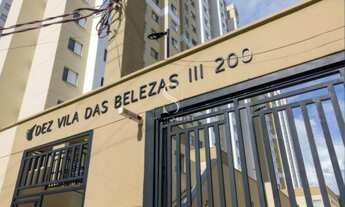 DEZ VILA DAS BELEZAS III 200